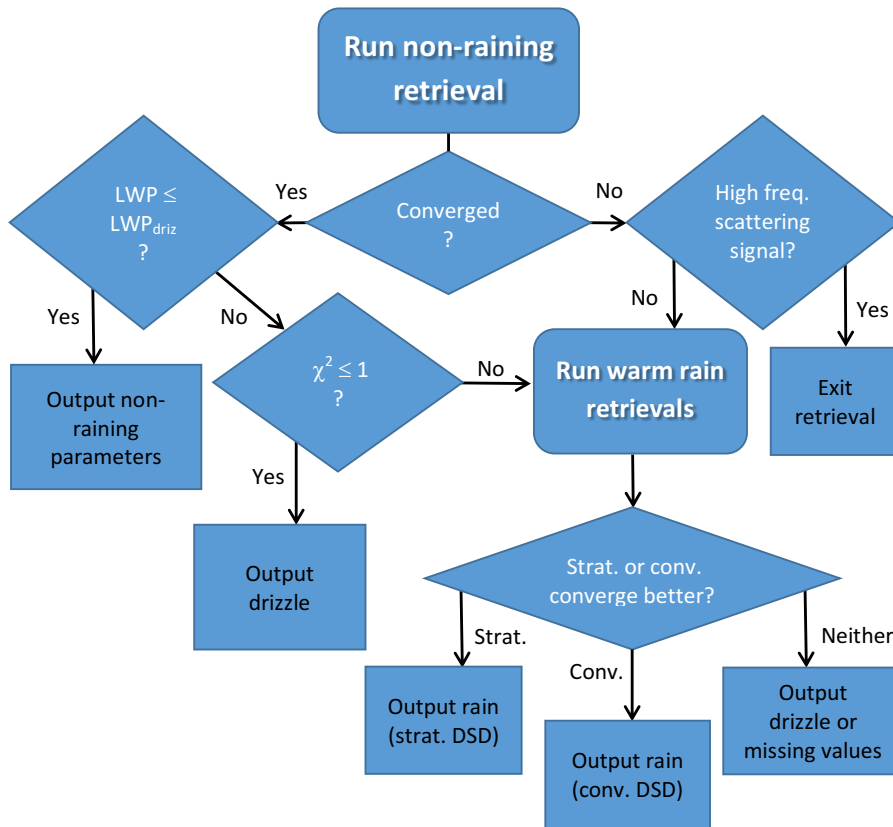 Run non-raining
retrieval
LWP ≤
LWPdriz
?
Yes
Converged
?
No
High freq.
scattering
signal?
Yes
No
No
Yes
Output non-
raining
parameters
χ² ≤ 1
?
No
Run warm rain
retrievals
Exit
retrieval
Yes
Output
drizzle
Strat. or conv.
converge better?
Strat.
Conv.
Neither
Output rain
(strat. DSD)
Output rain
(conv. DSD)
Output
drizzle or
missing values